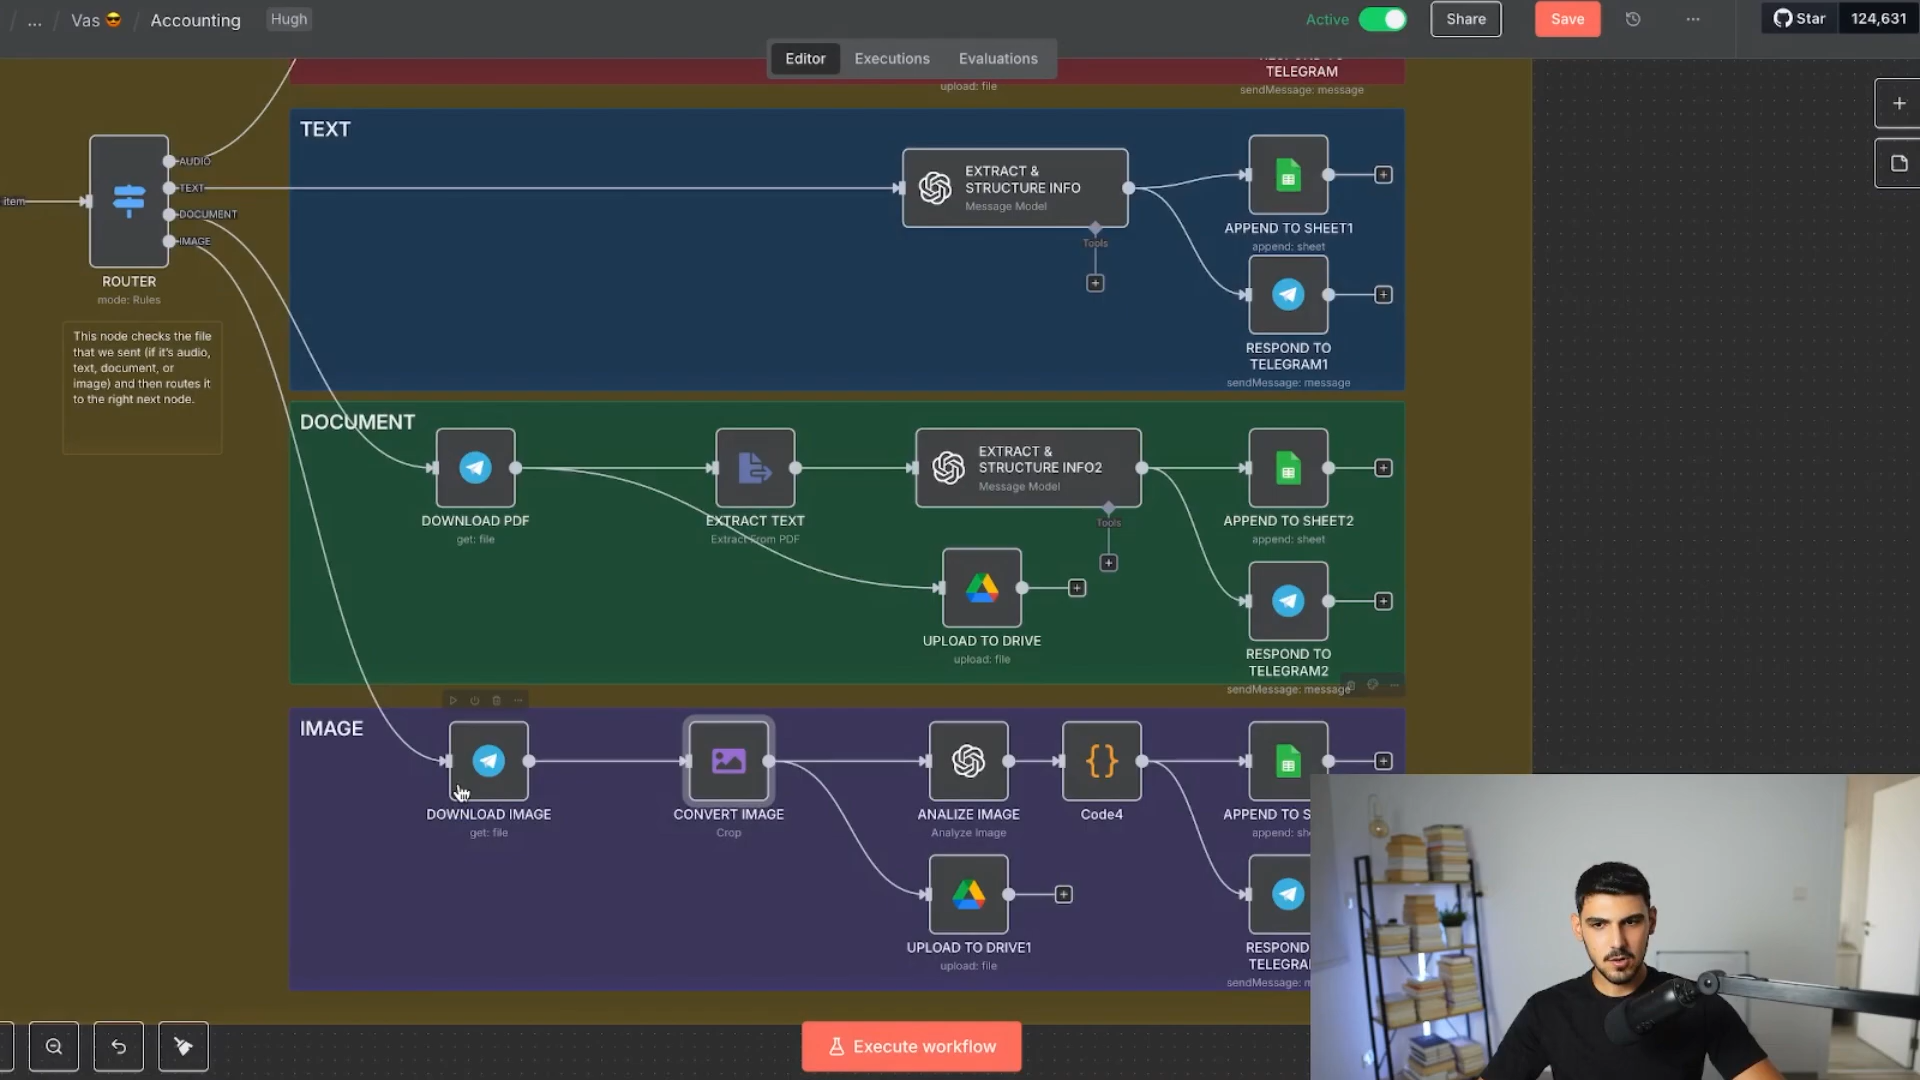 ... / Vas 😎 / Accounting Hugh
Active Share Save ... Star 124,631
Editor Executions Evaluations
upload: file
TELEGRAM
sendMessage: message
TEXT
item
AUDIO
TEXT
DOCUMENT
IMAGE
ROUTER
mode: Rules
This node checks the file
that we sent (if it's audio,
text, document, or
image) and then routes it
to the right next node.
EXTRACT &
STRUCTURE INFO
Message Model
Tools
APPEND TO SHEET1
append: sheet
RESPOND TO
TELEGRAM1
sendMessage: message
DOCUMENT
DOWNLOAD PDF
get: file
EXTRACT TEXT
Extract From PDF
EXTRACT &
STRUCTURE INFO2
Message Model
Tools
UPLOAD TO DRIVE
upload: file
APPEND TO SHEET2
append: sheet
RESPOND TO
TELEGRAM2
sendMessage: message
IMAGE
DOWNLOAD IMAGE
get: file
CONVERT IMAGE
Crop
ANALIZE IMAGE
Analyze Image
Code4
APPEND TO S
append: sh
UPLOAD TO DRIVE1
upload: file
RESPOND
TELEGRA
sendMessage: m
Execute workflow